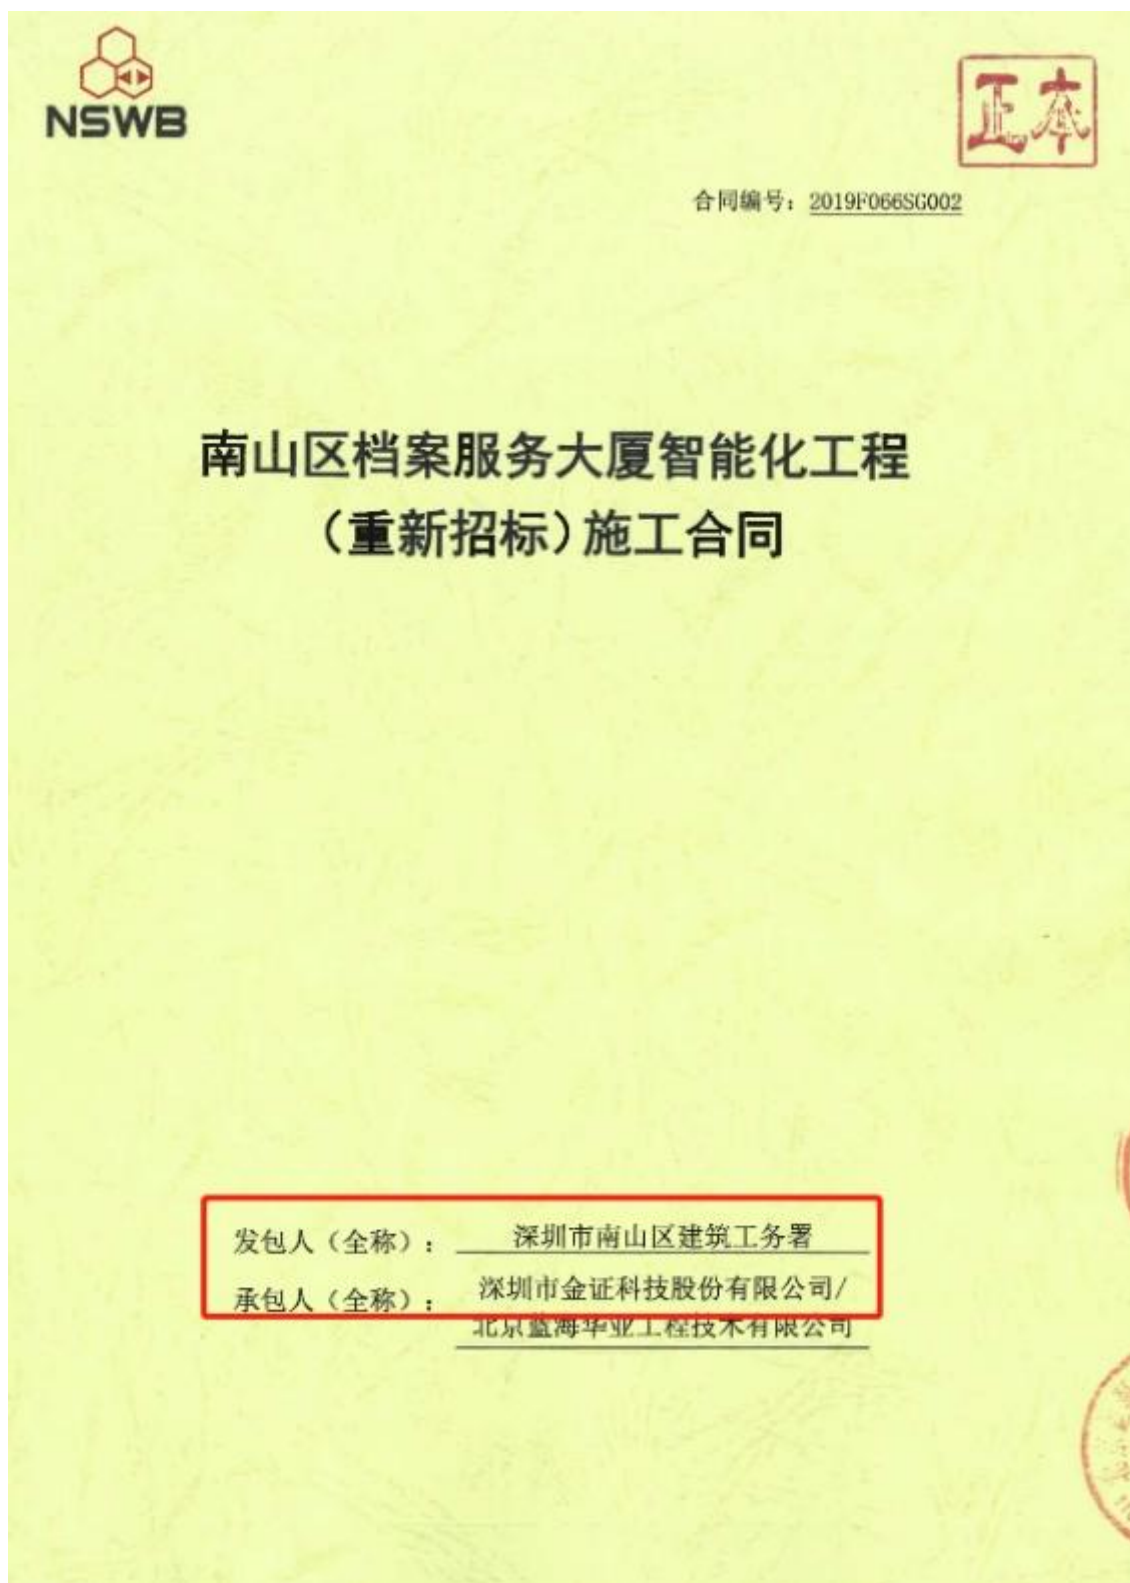 NSWB
正本
合同编号：2019F066SG002
南山区档案服务大厦智能化工程
（重新招标）施工合同
发包人（全称）：深圳市南山区建筑工务署
承包人（全称）：深圳市金证科技股份有限公司/
北京蓝海华业工程技术有限公司